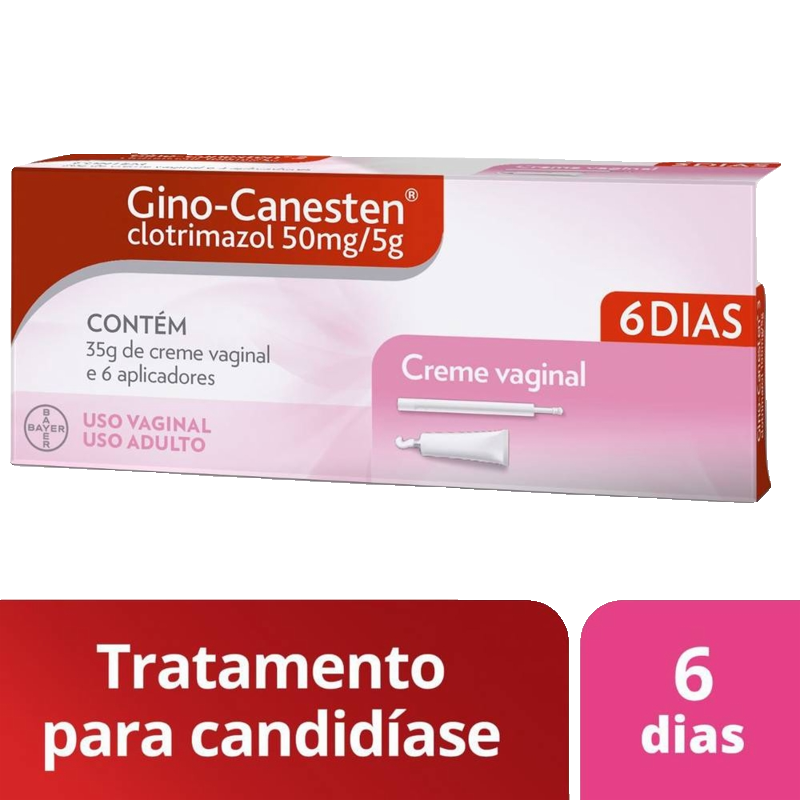 Gino-Canesten®
clotrimazol 50mg/5g
6 DIAS
CONTÉM
35g de creme vaginal
e 6 aplicadores
Creme vaginal
BAYER
BAYER
USO VAGINAL
USO ADULTO
Tratamento
para candidíase
6
dias